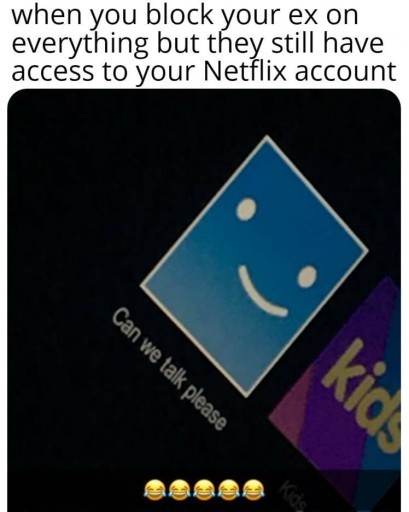 when you block your ex on
everything but they still have
access to your Netflix account
Can we talk please
kids
Kids
😂😂😂😂😂